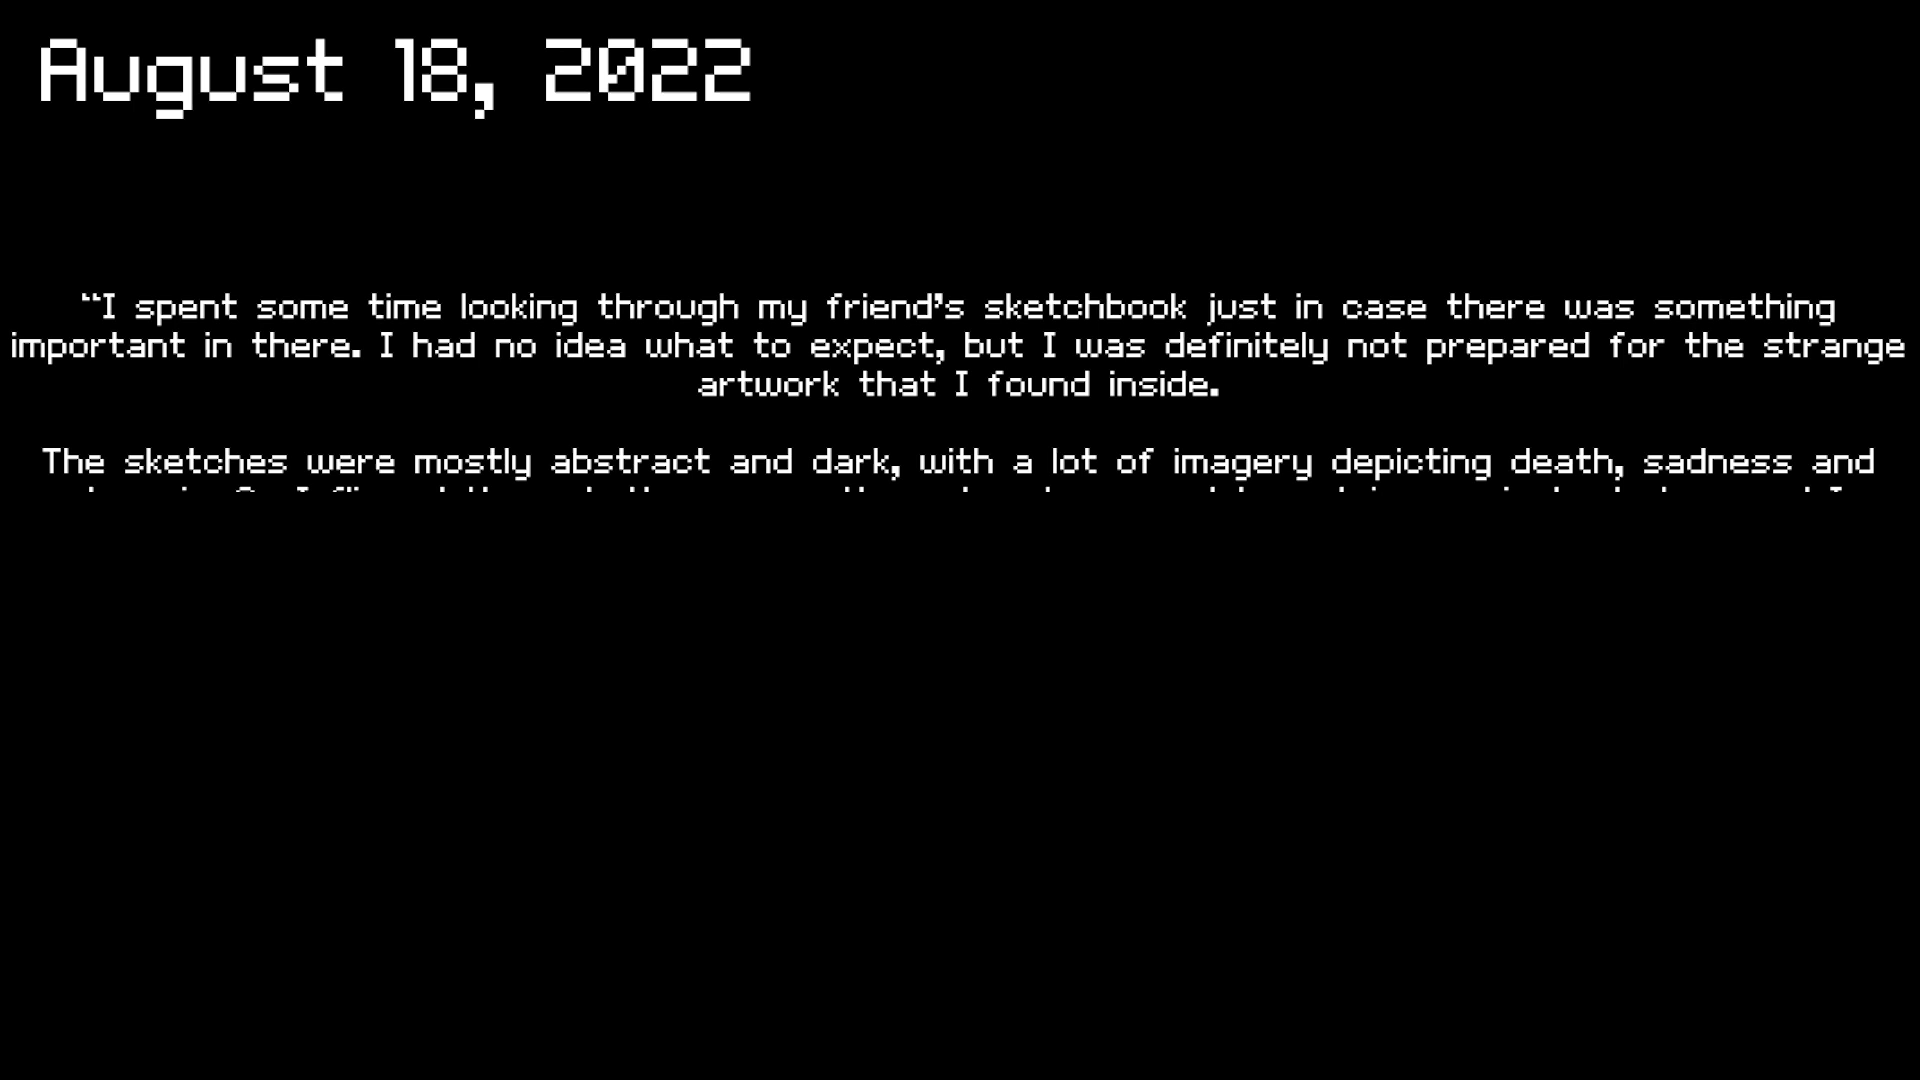 August 18, 2022
“I spent some time looking through my friend’s sketchbook just in case there was something
important in there. I had no idea what to expect, but I was definitely not prepared for the strange
artwork that I found inside.
The sketches were mostly abstract and dark, with a lot of imagery depicting death, sadness and